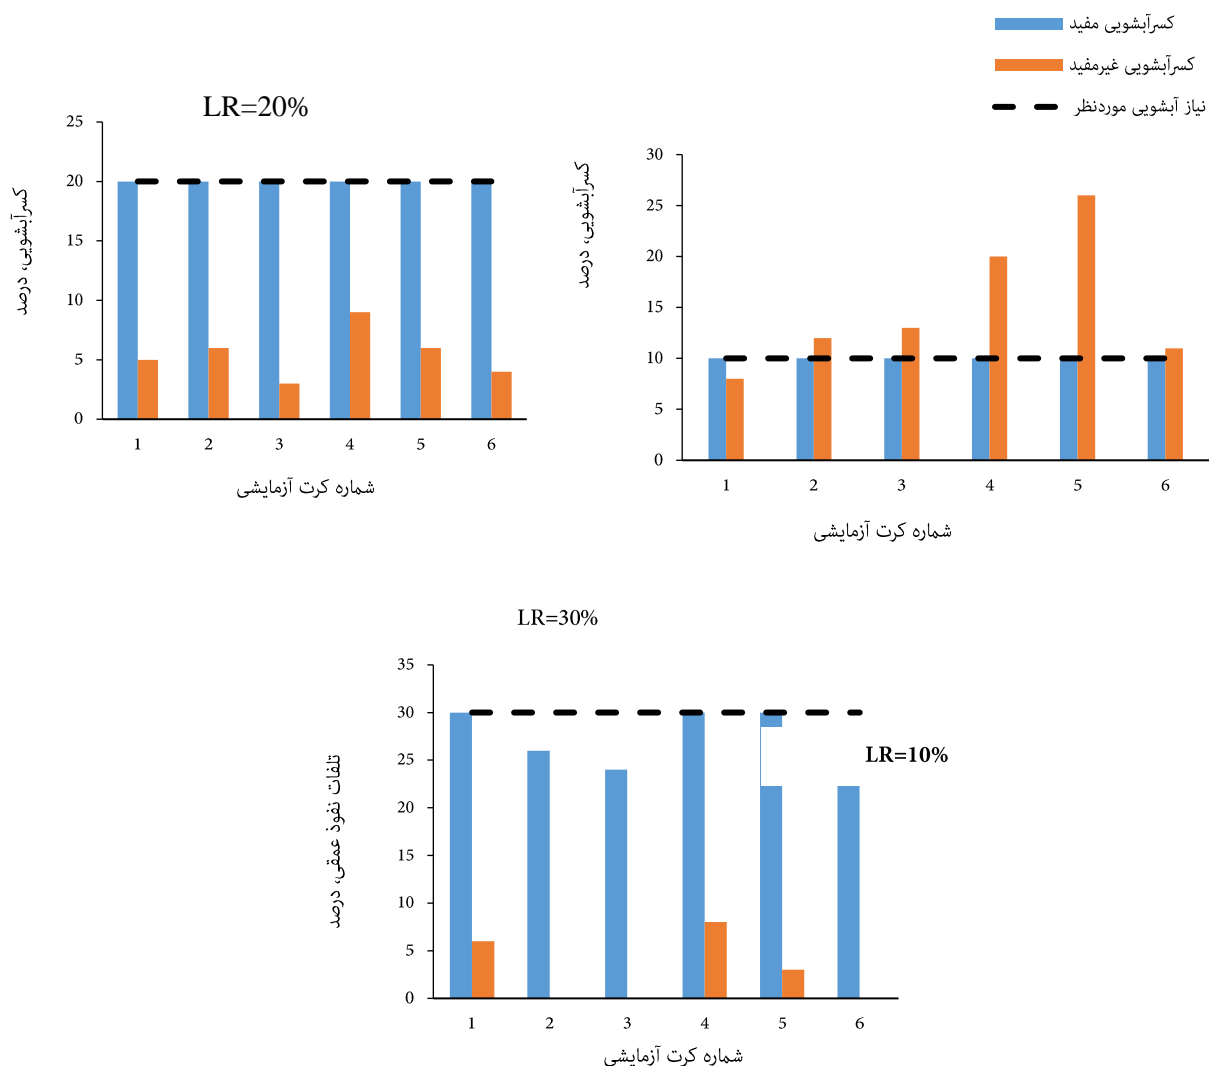 کسرآبشویی مفید
کسرآبشویی غیرمفید
نیاز آبشویی موردنظر
LR=20%
کسرآبشویی، درصد
25
20
15
10
5
0
1 2 3 4 5 6
شماره کرت آزمایشی
کسرآبشویی، درصد
30
25
20
15
10
5
0
1 2 3 4 5 6
شماره کرت آزمایشی
LR=30%
تلفات نفوذ عمقی، درصد
35
30
25
20
15
10
5
0
LR=10%
1 2 3 4 5 6
شماره کرت آزمایشی